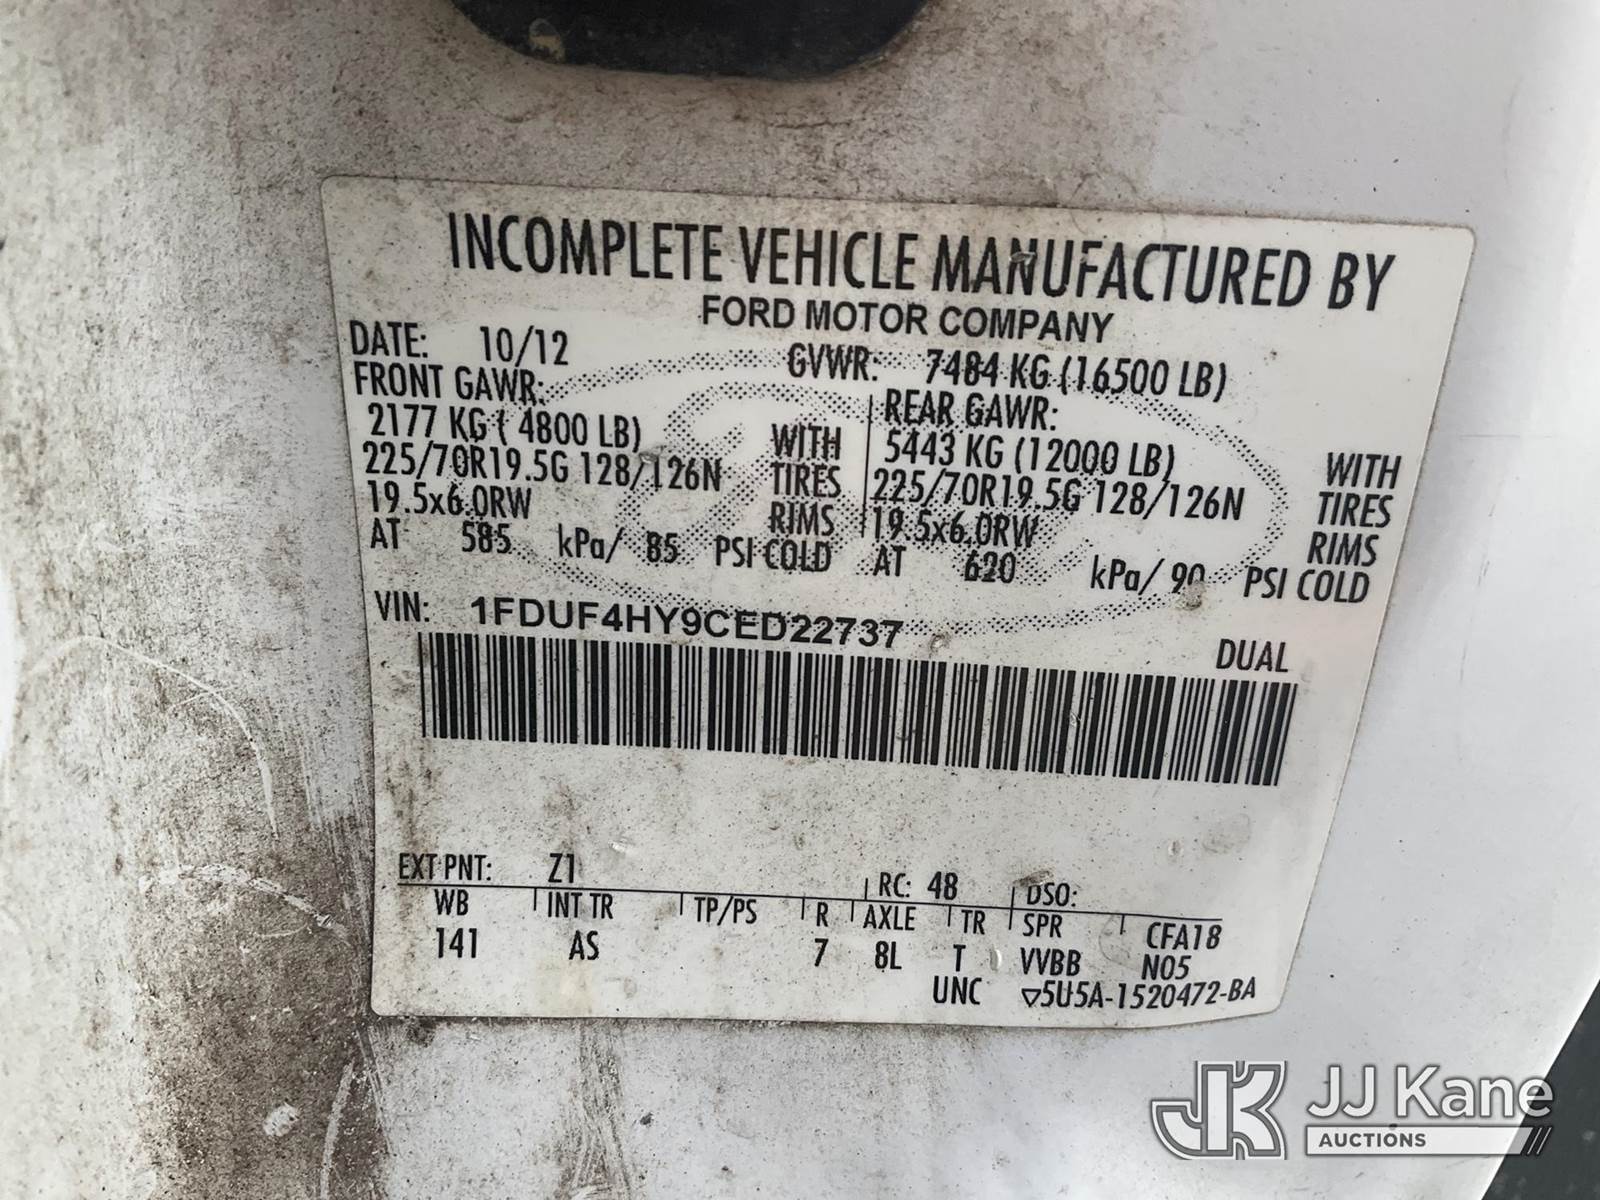 INCOMPLETE VEHICLE MANUFACTURED BY
FORD MOTOR COMPANY
DATE: 10/12 GVWR: 7484 KG (16500 LB)
FRONT GAWR: REAR GAWR:
2177 KG ( 4800 LB) WITH 5443 KG (12000 LB) WITH
225/70R19.5G 128/126N TIRES 225/70R19.5G 128/126N TIRES
19.5x6.0RW RIMS 19.5x6.0RW RIMS
AT 585 kPa/ 85 PSI COLD AT 620 kPa/ 90 PSI COLD
VIN: 1FDUF4HY9CED22737
DUAL
EXT PNT: Z1 RC: 48 DSO:
WB INT TR TP/PS R AXLE TR SPR CFA18
141 AS 7 8L T VVBB N05
UNC ▽5U5A-1520472-BA
JK JJ Kane
AUCTIONS